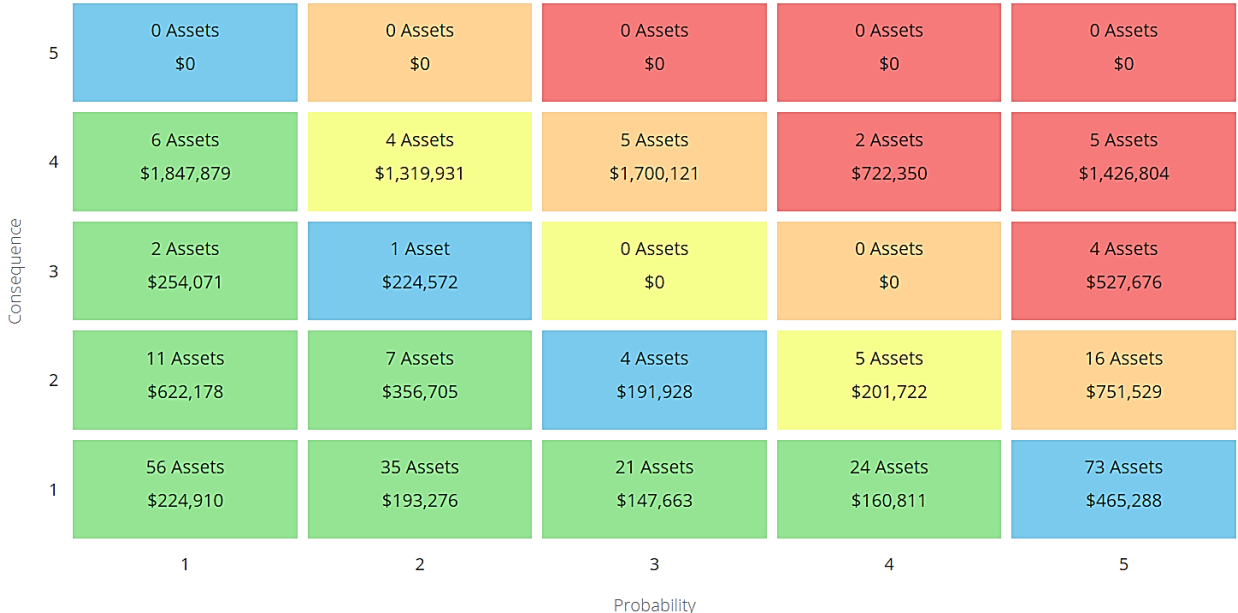 5
0 Assets
$0
0 Assets
$0
0 Assets
$0
0 Assets
$0
0 Assets
$0
4
6 Assets
$1,847,879
4 Assets
$1,319,931
5 Assets
$1,700,121
2 Assets
$722,350
5 Assets
$1,426,804
Consequence
3
2 Assets
$254,071
1 Asset
$224,572
0 Assets
$0
0 Assets
$0
4 Assets
$527,676
2
11 Assets
$622,178
7 Assets
$356,705
4 Assets
$191,928
5 Assets
$201,722
16 Assets
$751,529
1
56 Assets
$224,910
35 Assets
$193,276
21 Assets
$147,663
24 Assets
$160,811
73 Assets
$465,288
1 2 3 4 5
Probability